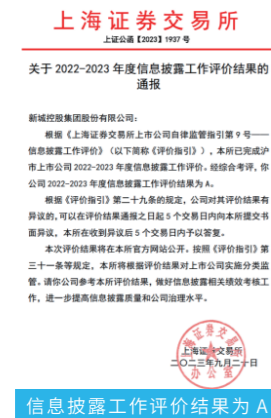 上海证券交易所
上证公函【2023】1937 号
关于 2022-2023 年度信息披露工作评价结果的
通报
新城控股集团股份有限公司：
根据《上海证券交易所上市公司自律监管指引第 9 号——
信息披露工作评价》（以下简称《评价指引》），本所已完成沪
市上市公司 2022-2023 年度信息披露工作评价。经综合考评，你
公司 2022-2023 年度信息披露工作评价结果为 A。
根据《评价指引》第二十九条的规定，公司对其评价结果有
异议的，可以在评价结果通报之日起 5 个交易日内向本所提交书
面异议。本所在收到异议后 5 个交易日内予以答复。
本次评价结果将在本所官方网站公开。按照《评价指引》第
三十一条等规定，本所将根据评价结果对上市公司实施分类监
管。请你公司参考本所评价结果，做好信息披露相关绩效考核工
作，进一步提高信息披露质量和公司治理水平。
上海证券交易所
二〇二三年九月二十日
办公室
信息披露工作评价结果为 A